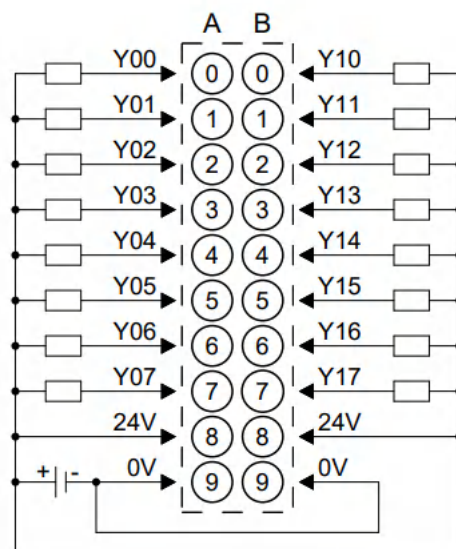 A B
Y00 0 0 Y10
Y01 1 1 Y11
Y02 2 2 Y12
Y03 3 3 Y13
Y04 4 4 Y14
Y05 5 5 Y15
Y06 6 6 Y16
Y07 7 7 Y17
24V 8 8 24V
+ - 0V 9 9 0V